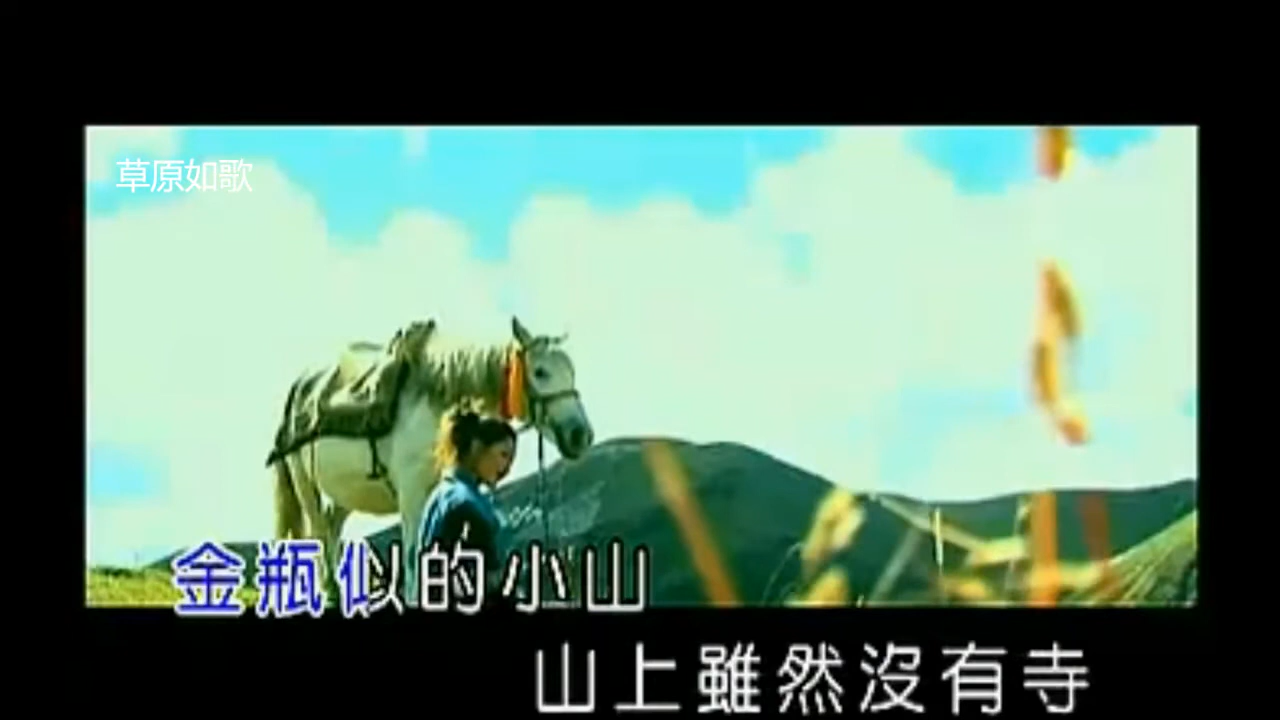 草原如歌
金瓶似的小山
山上雖然沒有寺